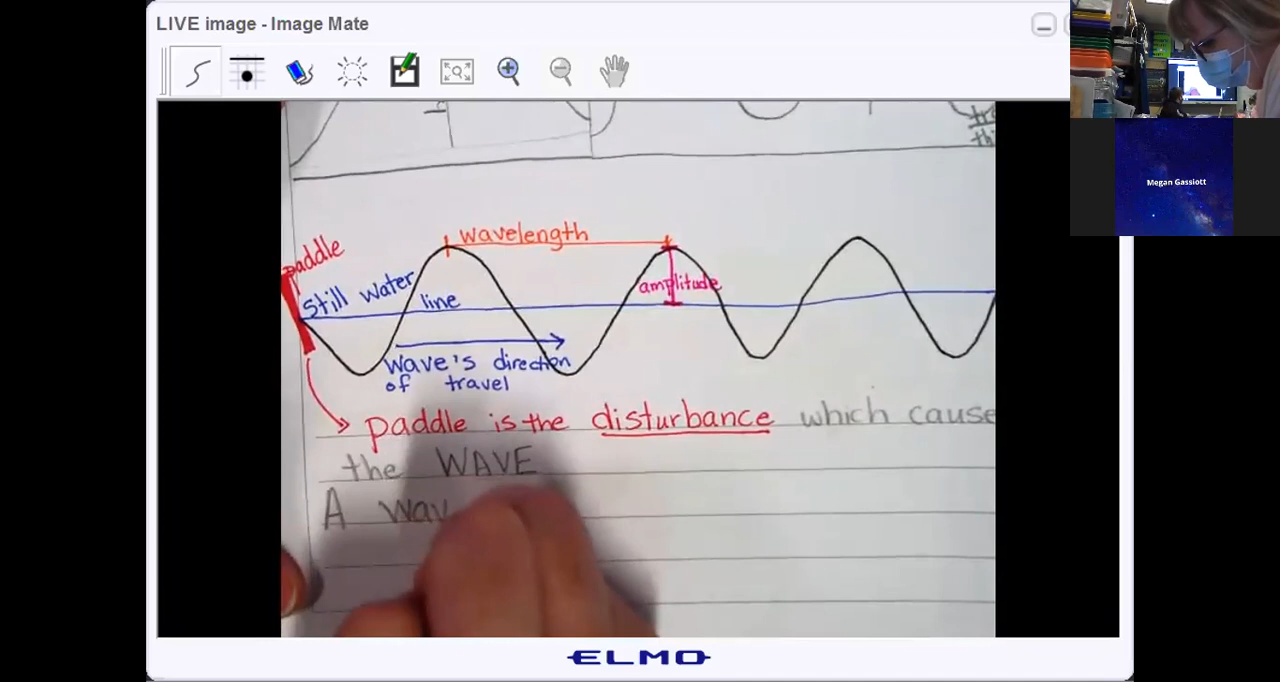 LIVE image - Image Mate
Megan Gassiott
wavelength
paddle
still water
line
amplitude
wave's direction
of travel
paddle is the disturbance which cause
the WAVE
A wav
ELMO